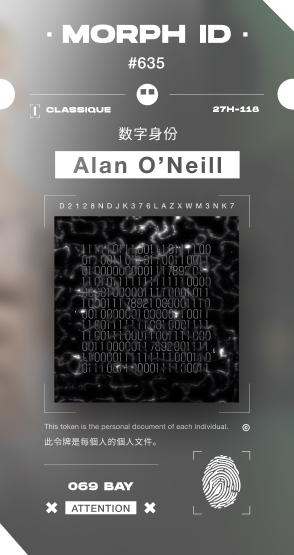 · MORPH ID ·
#635
[ ] CLASSIQUE
27H-118
数字身份
Alan O'Neill
D2128NDJK376LAZXWM3NK7
This token is the personal document of each individual. ©
此令牌是每個人的個人文件。
069 BAY
ATTENTION